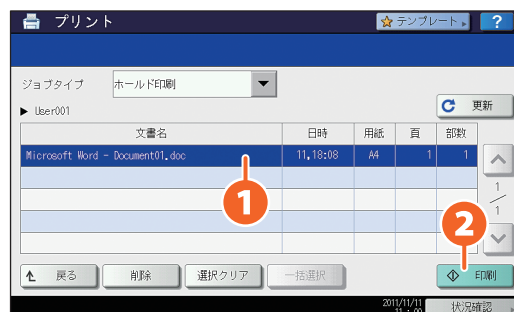 プリント
テンプレート
?
ジョブタイプ ホールド印刷
User001
更新
文書名 日時 用紙 頁 部数
Microsoft Word - Document01.doc 11,18:08 A4 1 1
1
1
1
2
戻る 削除 選択クリア 一括選択 印刷
2011/11/11
11 : 00
状況確認